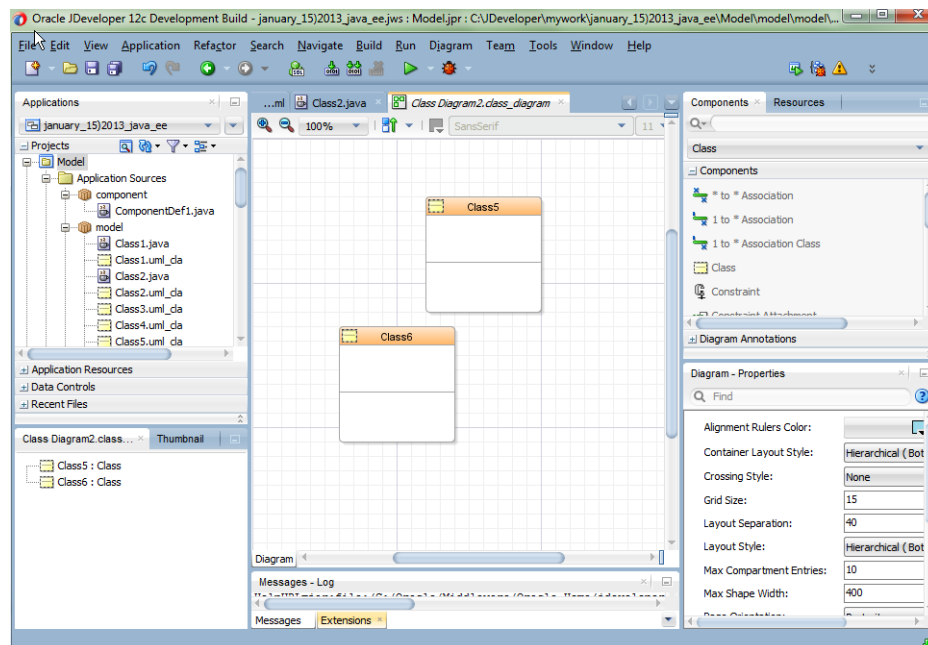 Oracle JDeveloper 12c Development Build - january_15)2013_java_ee.jws : Model.jpr : C:\JDeveloper\mywork\january_15)2013_java_ee\Model\model\model\...
File Edit View Application Refactor Search Navigate Build Run Diagram Team Tools Window Help
Applications
january_15)2013_java_ee
Projects
Model
Application Sources
component
ComponentDef1.java
model
Class1.java
Class1.uml_cla
Class2.java
Class2.uml_cla
Class3.uml_cla
Class4.uml_cla
Class5.uml_cla
Application Resources
Data Controls
Recent Files
Class Diagram2.class... Thumbnail
Class5 : Class
Class6 : Class
...ml Class2.java Class Diagram2.class_diagram
100% SansSerif 11
Class5
Class6
Diagram
Messages - Log
Messages Extensions
Components Resources
Class
Components
* to * Association
1 to * Association
1 to * Association Class
Class
Constraint
Constraint Attachment
Diagram Annotations
Diagram - Properties
Find
Alignment Rulers Color:
Container Layout Style: Hierarchical ( Bot
Crossing Style: None
Grid Size: 15
Layout Separation: 40
Layout Style: Hierarchical ( Bot
Max Compartment Entries: 10
Max Shape Width: 400